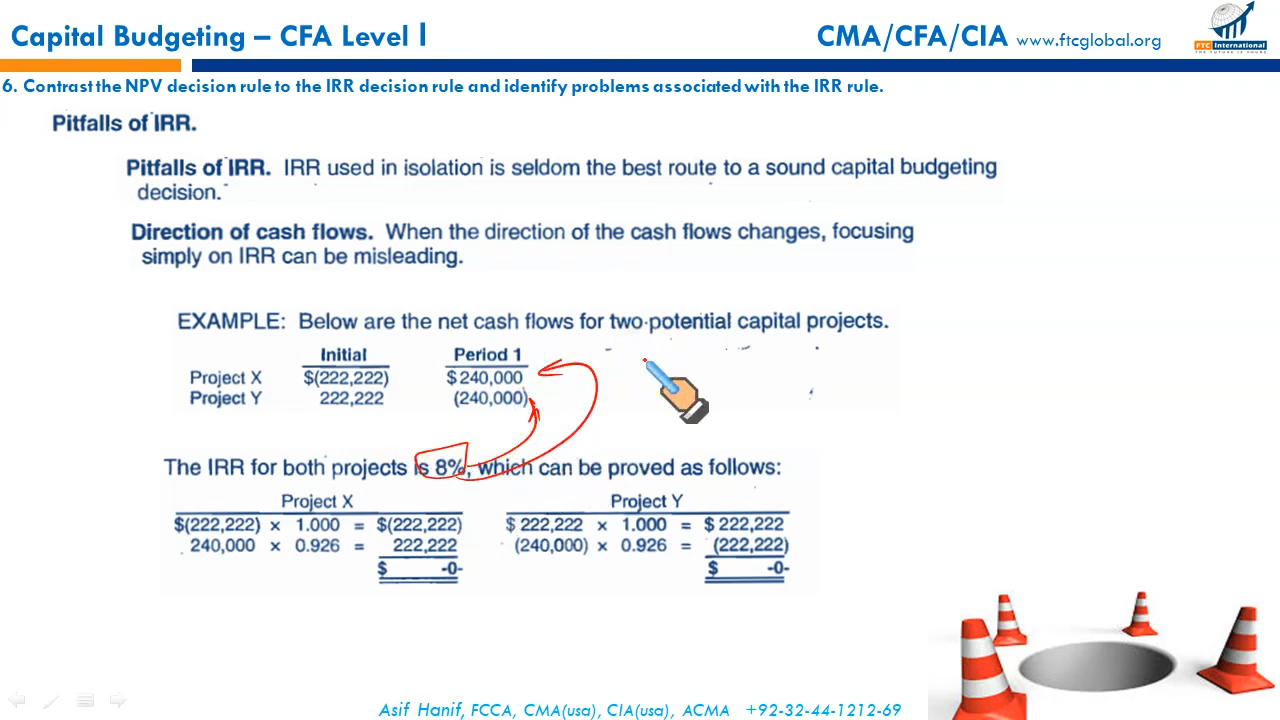 Capital Budgeting – CFA Level I
CMA/CFA/CIA www.ftcglobal.org
FTC International
THE FUTURE IS YOURS
6. Contrast the NPV decision rule to the IRR decision rule and identify problems associated with the IRR rule.
Pitfalls of IRR.
Pitfalls of IRR. IRR used in isolation is seldom the best route to a sound capital budgeting
decision.
Direction of cash flows. When the direction of the cash flows changes, focusing
simply on IRR can be misleading.
EXAMPLE: Below are the net cash flows for two potential capital projects.
Initial Period 1
Project X $(222,222) $ 240,000
Project Y 222,222 (240,000)
The IRR for both projects is 8%, which can be proved as follows:
Project X Project Y
$(222,222) x 1.000 = $(222,222) $ 222,222 x 1.000 = $ 222,222
240,000 x 0.926 = 222,222 (240,000) x 0.926 = (222,222)
$ -0- $ -0-
Asif Hanif, FCCA, CMA(usa), CIA(usa), ACMA +92-32-44-1212-69